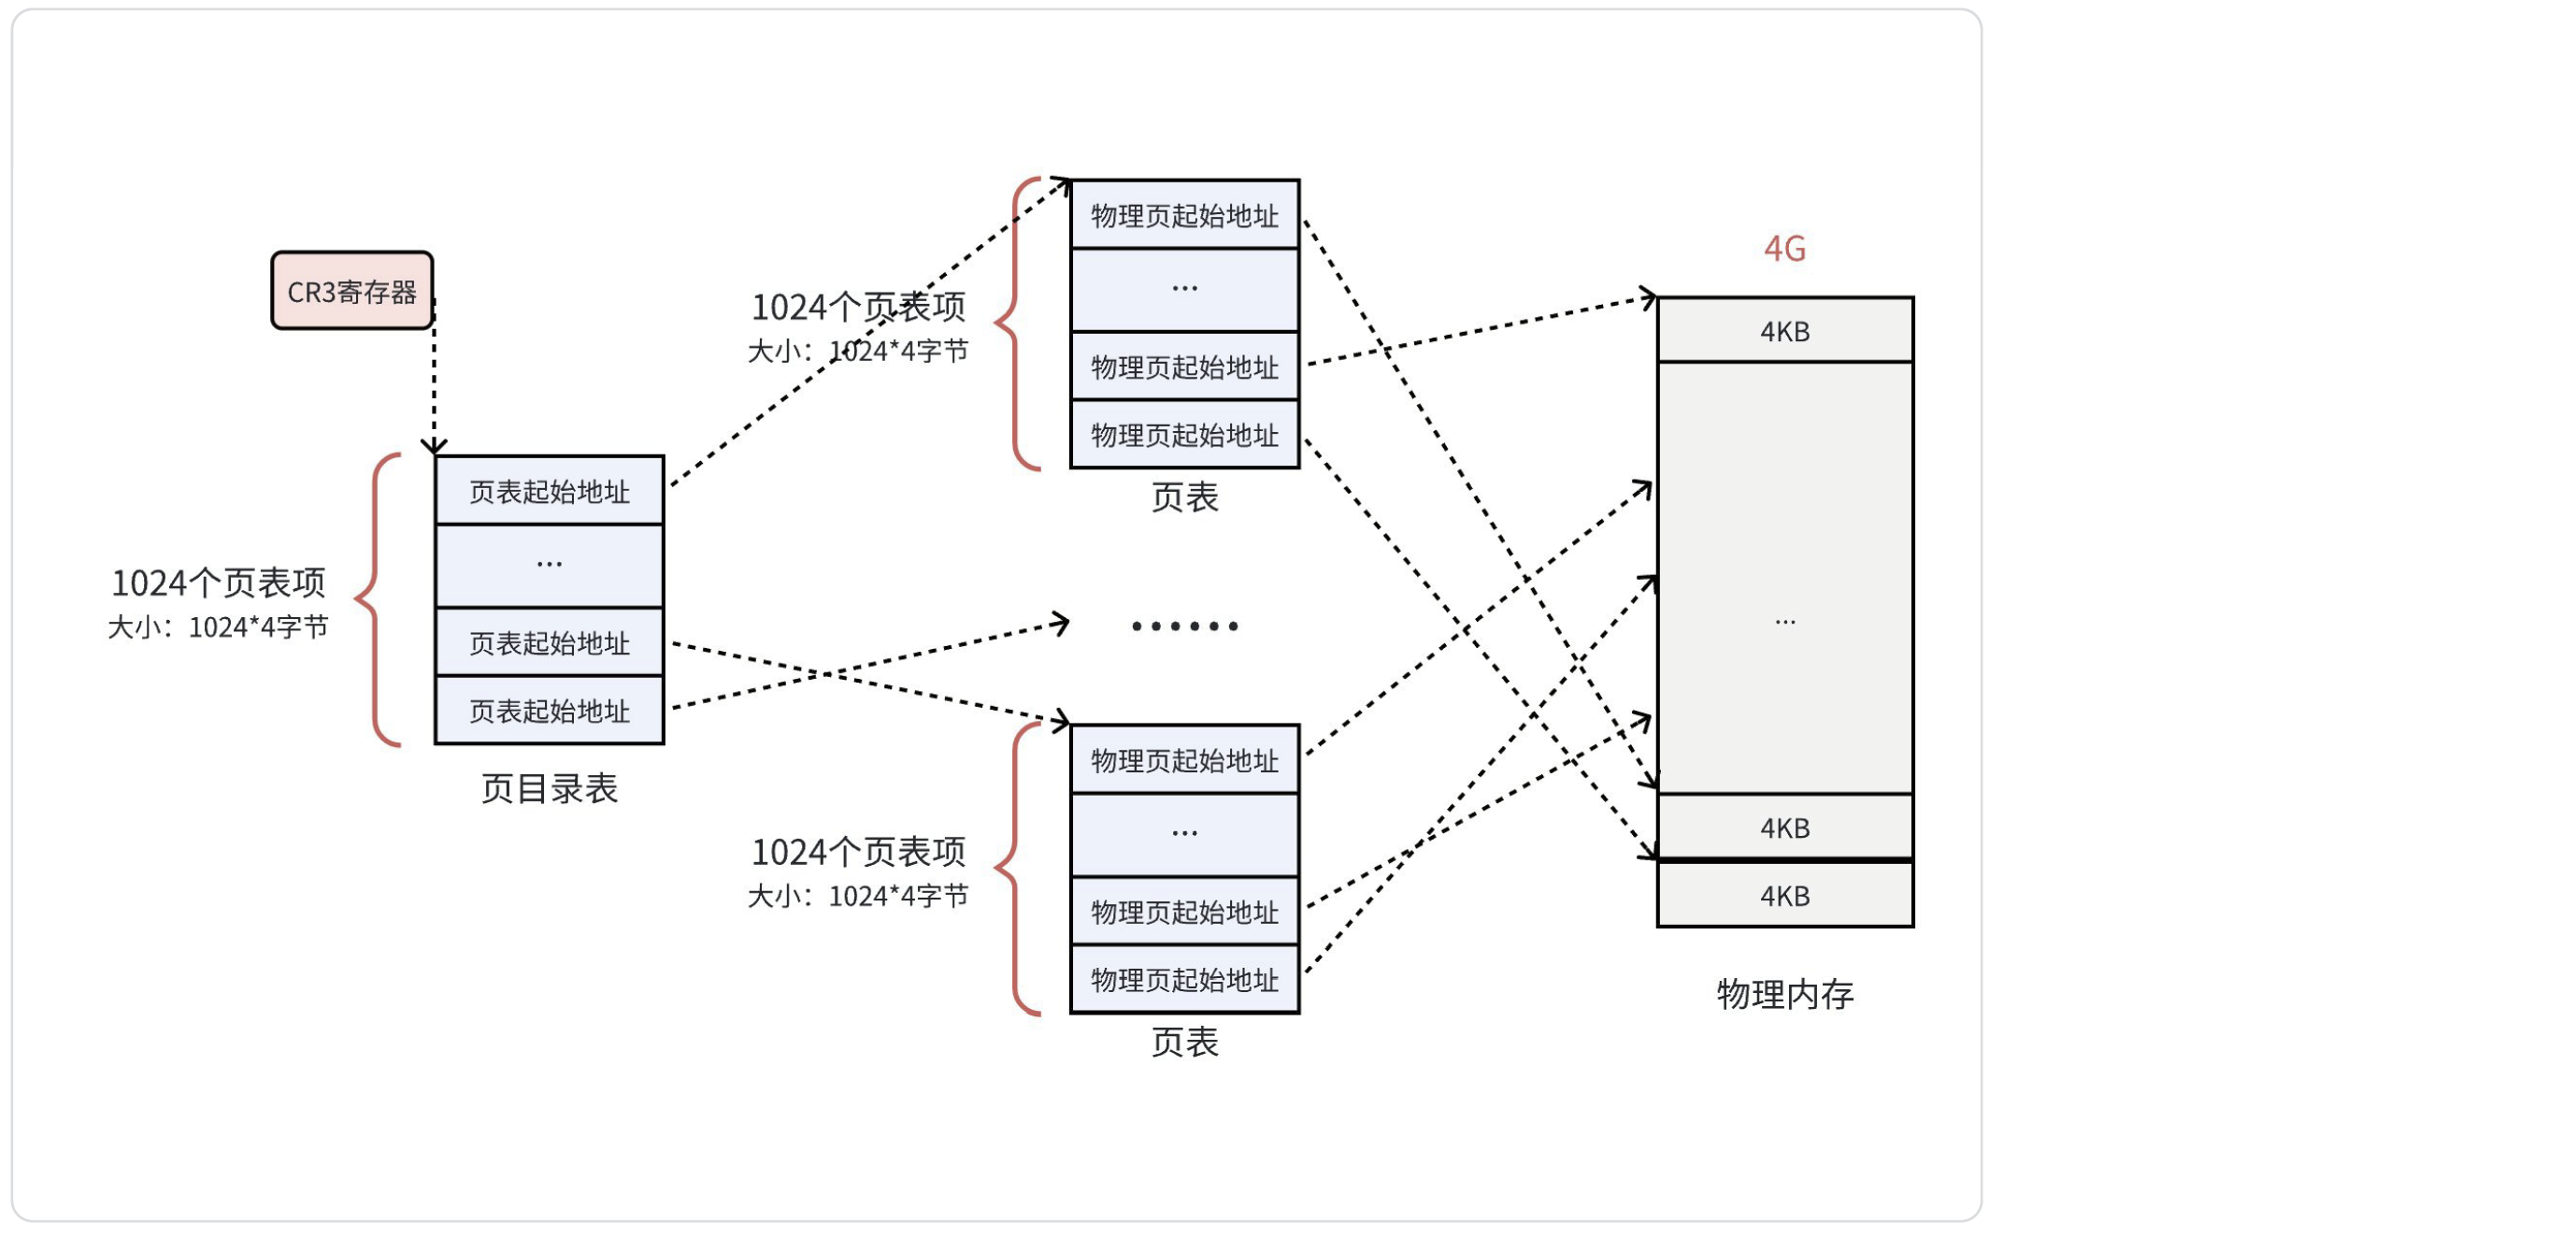 CR3寄存器
1024个页表项
大小：1024*4字节
页表起始地址
...
页表起始地址
页表起始地址
页目录表
1024个页表项
大小：1024*4字节
物理页起始地址
...
物理页起始地址
物理页起始地址
页表
......
1024个页表项
大小：1024*4字节
物理页起始地址
...
物理页起始地址
物理页起始地址
页表
4G
4KB
...
4KB
4KB
物理内存